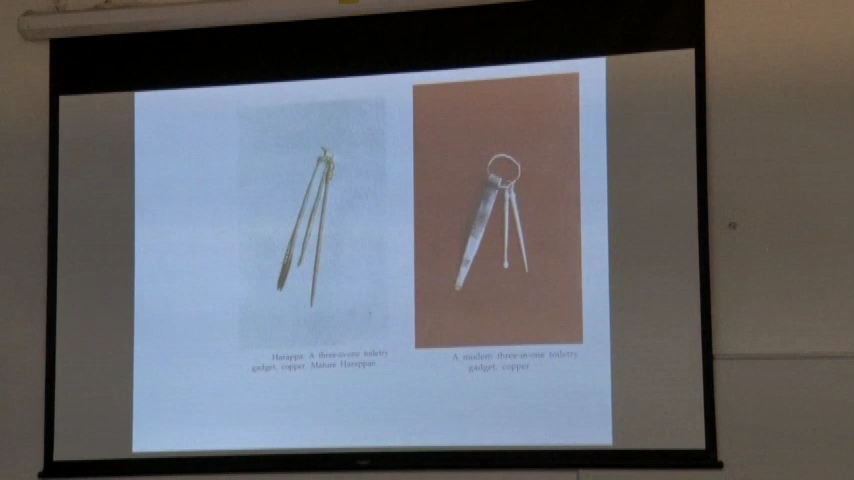 Harappa: A three-in-one toiletry
gadget, copper. Mature Harappan
A modern three-in-one toiletry
gadget, copper